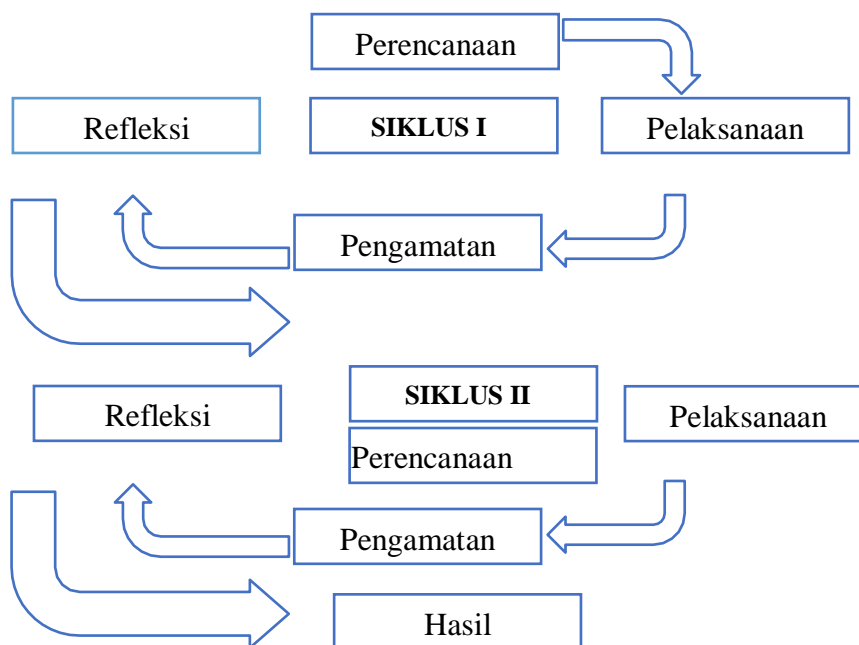 Perencanaan
Refleksi
SIKLUS I
Pelaksanaan
Pengamatan
Refleksi
SIKLUS II
Pelaksanaan
Perencanaan
Pengamatan
Hasil